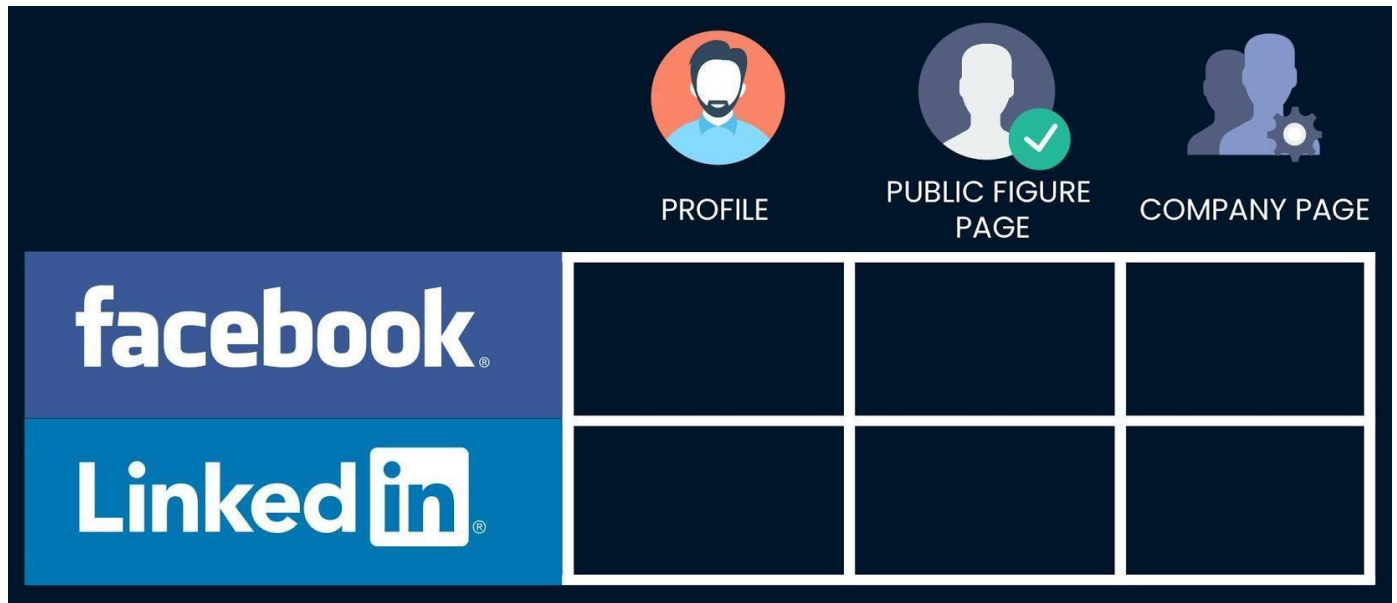 PROFILE
PUBLIC FIGURE
PAGE
COMPANY PAGE
facebook®
Linked in®